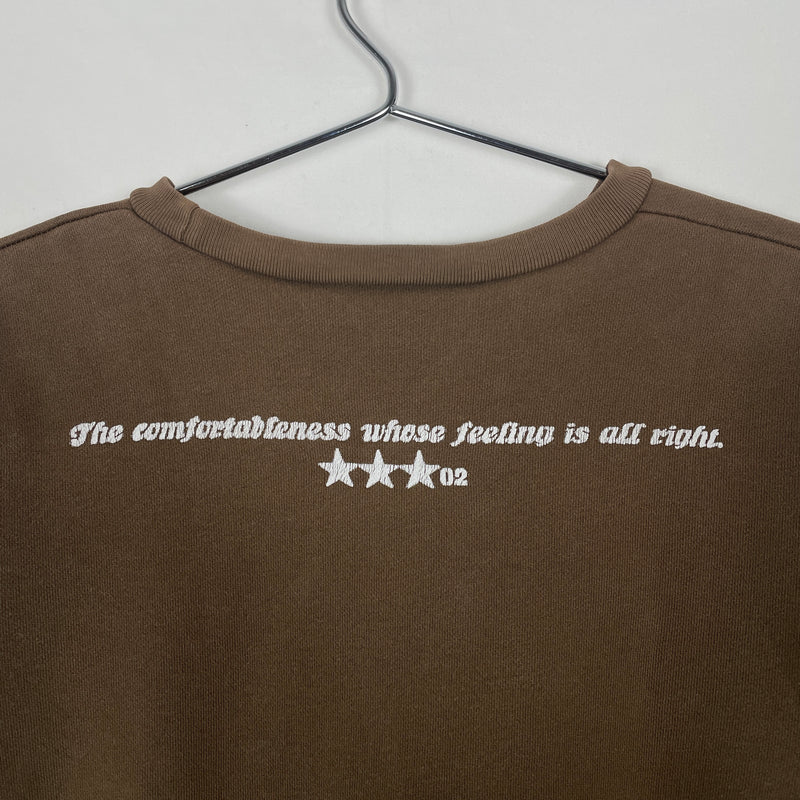 The comfortableness whose feeling is all right.
★★★02